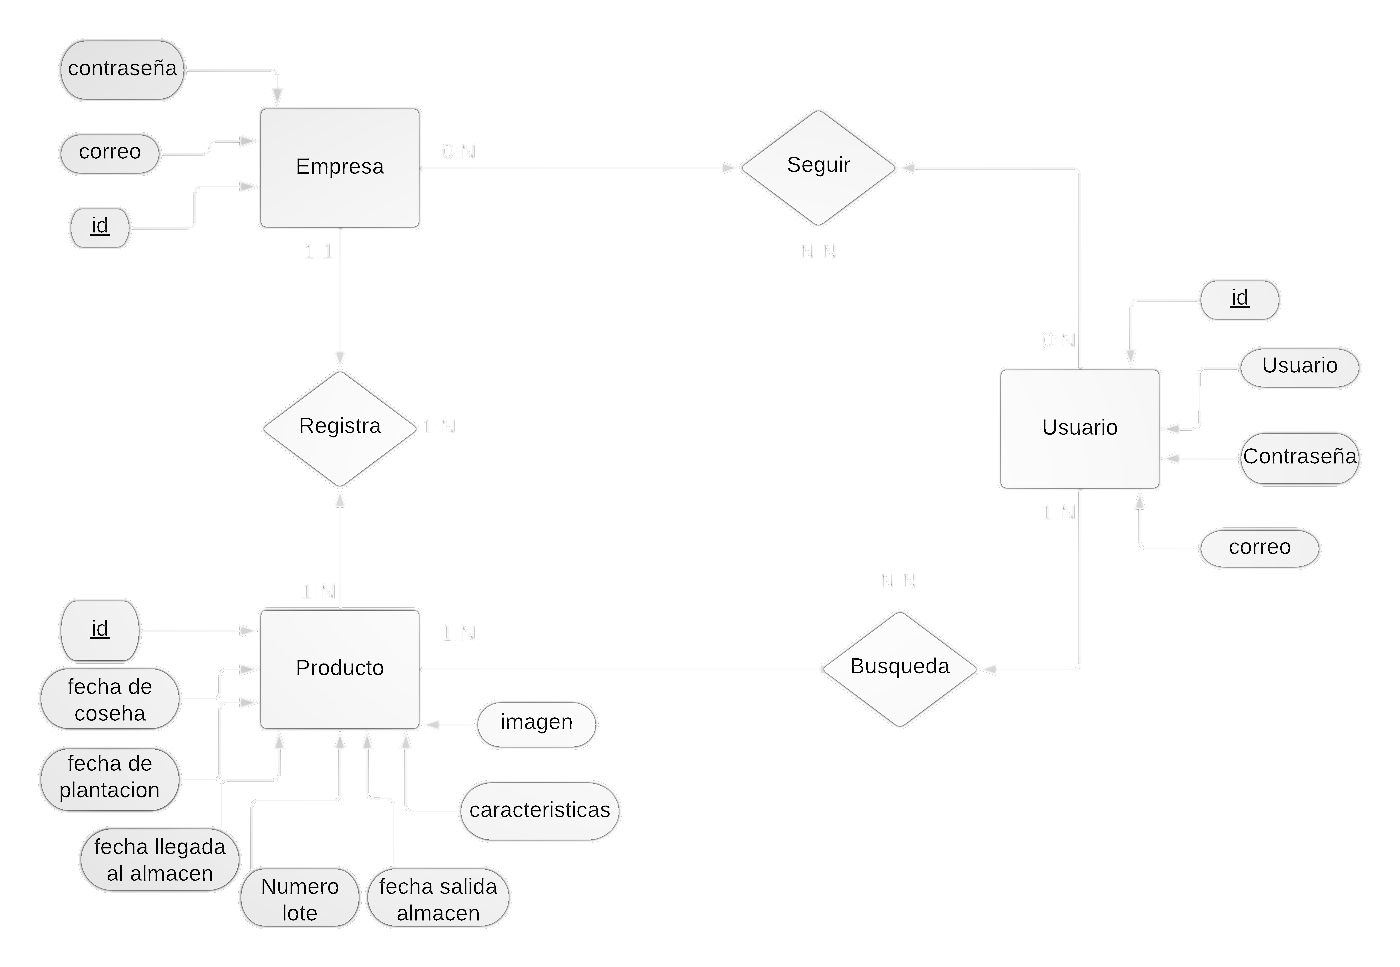 contraseña
correo
id
Empresa
0 N
Seguir
N N
1 1
id
Usuario
Contraseña
correo
0 N
Usuario
1 N
Registra
1 N
1 N
N N
Busqueda
id
fecha de
coseha
fecha de
plantacion
fecha llegada
al almacen
Numero
lote
fecha salida
almacen
caracteristicas
imagen
Producto
1 N